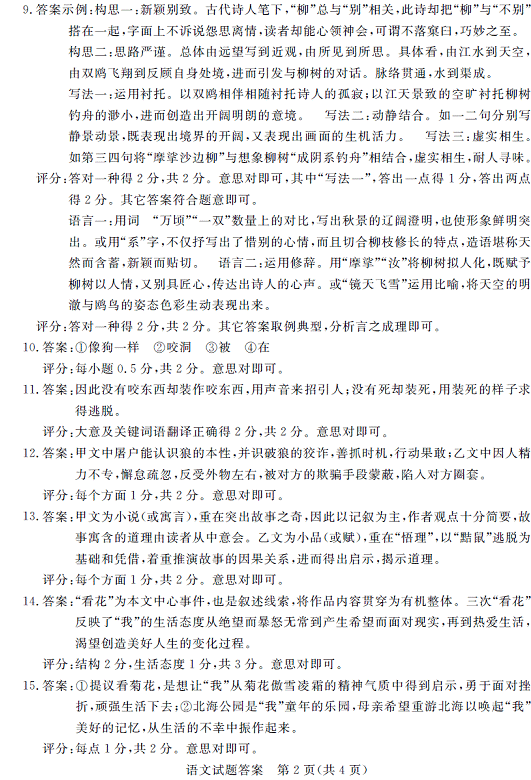 9. 答案示例:构思一:新颖别致。古代诗人笔下,“柳”总与“别”相关,此诗却把“柳”与“不别”
搭在一起,字面上不诉说怨思离情,读者却能心领神会,可谓不落窠臼,巧妙之至。
构思二:思路严谨。总体由远望写到近观,由所见到所思。具体看,由江水到天空,
由双鸥飞翔到反顾自身处境,进而引发与柳树的对话。脉络贯通,水到渠成。
写法一:运用衬托。以双鸥相伴相随衬托诗人的孤寂;以江天景致的空旷衬托柳树
钓舟的渺小,进而创造出开阔明朗的意境。 写法二:动静结合。如一二句分别写
静景动景,既表现出境界的开阔,又表现出画面的生机活力。 写法三:虚实相生。
如第三四句将“摩挲沙边柳”与想象柳树“成阴系钓舟”相结合,虚实相生,耐人寻味。
评分:答对一种得2分,共2分。意思对即可,其中“写法一”,答出一点得1分,答出两点
得2分。其它答案符合题意即可。
语言一:用词 “万顷”“一双”数量上的对比,写出秋景的辽阔澄明,也使形象鲜明突
出。或用“系”字,不仅抒写出了惜别的心情,而且切合柳枝修长的特点,造语堪称天
然而含蓄,新颖而贴切。 语言二:运用修辞。用“摩挲”“汝”将柳树拟人化,既赋予
柳树以人情,又别具匠心,传达出诗人的心声。或“镜天飞雪”运用比喻,将天空的明
澈与鸥鸟的姿态色彩生动表现出来。
评分:答对一种得2分,共2分。其它答案取例典型,分析言之成理即可。
10. 答案:①像狗一样 ②咬洞 ③被 ④在
评分:每小题0.5分,共2分。意思对即可。
11. 答案:因此没有咬东西却装作咬东西,用声音来招引人;没有死却装死,用装死的样子求
得逃脱。
评分:大意及关键词语翻译正确得2分,共2分。意思对即可。
12. 答案:甲文中屠户能认识狼的本性,并识破狼的狡诈,善抓时机,行动果敢;乙文中因人精
力不专,懈怠疏忽,反受外物左右,被对方的欺骗手段蒙蔽,陷入对方圈套。
评分:每个方面1分,共2分。意思对即可。
13. 答案:甲文为小说(或寓言),重在突出故事之奇,因此以记叙为主,作者观点十分简要,故
事寓含的道理由读者从中意会。乙文为小品(或赋),重在“悟理”,以“黠鼠”逃脱为
基础和凭借,着重推演故事的因果关系,进而得出启示,揭示道理。
评分:每个方面1分,共2分。意思对即可。
14. 答案:“看花”为本文中心事件,也是叙述线索,将作品内容贯穿为有机整体。三次“看花”
反映了“我”的生活态度从绝望而暴怒无常到产生希望而面对现实,再到热爱生活,
渴望创造美好人生的变化过程。
评分:结构2分,生活态度1分,共3分。意思对即可。
15. 答案:①提议看菊花,是想让“我”从菊花傲雪凌霜的精神气质中得到启示,勇于面对挫
折,顽强生活下去;②北海公园是“我”童年的乐园,母亲希望重游北海以唤起“我”
美好的记忆,从生活的不幸中振作起来。
评分:每点1分,共2分。意思对即可。
语文试题答案 第2页(共4页)